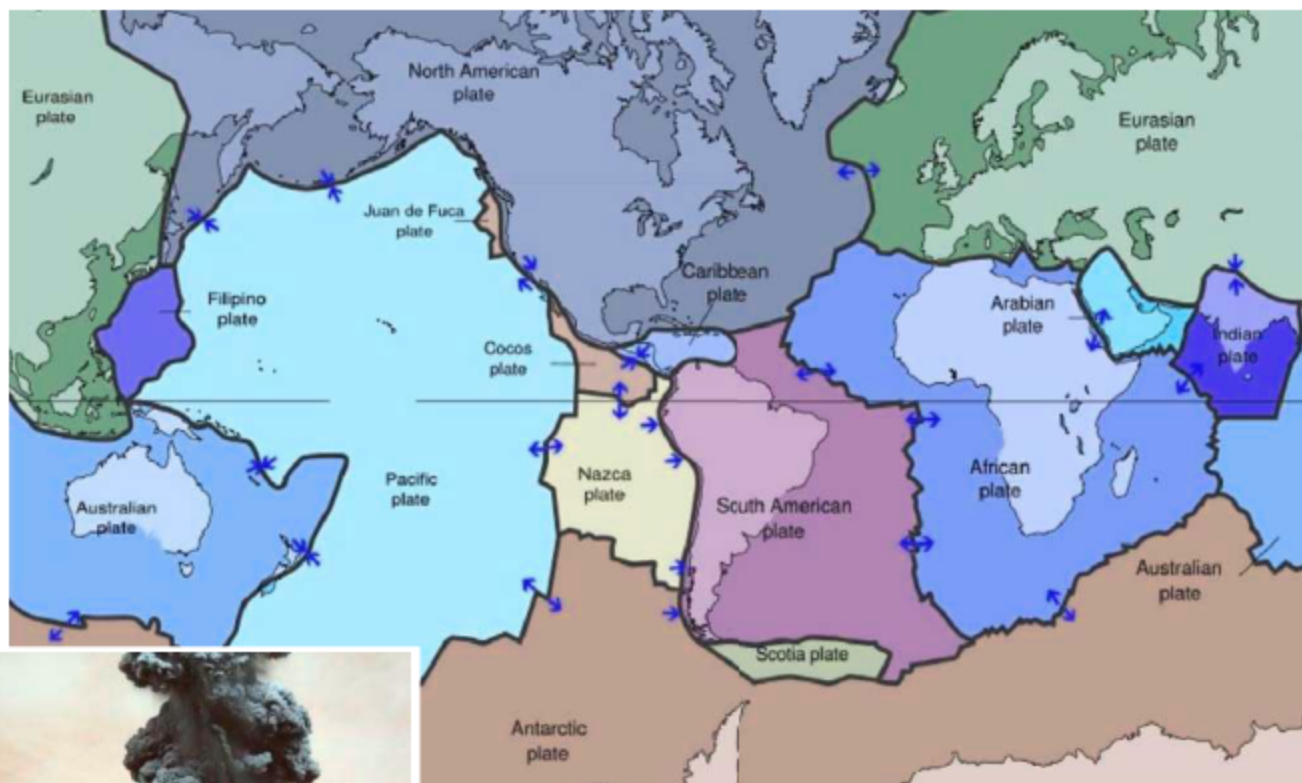 North American
plate
Eurasian
plate
Eurasian
plate
Juan de Fuca
plate
Caribbean
plate
Filipino
plate
Arabian
plate
Indian
plate
Cocos
plate
Nazca
plate
Pacific
plate
African
plate
South American
plate
Australian
plate
Australian
plate
Scotia plate
Antarctic
plate